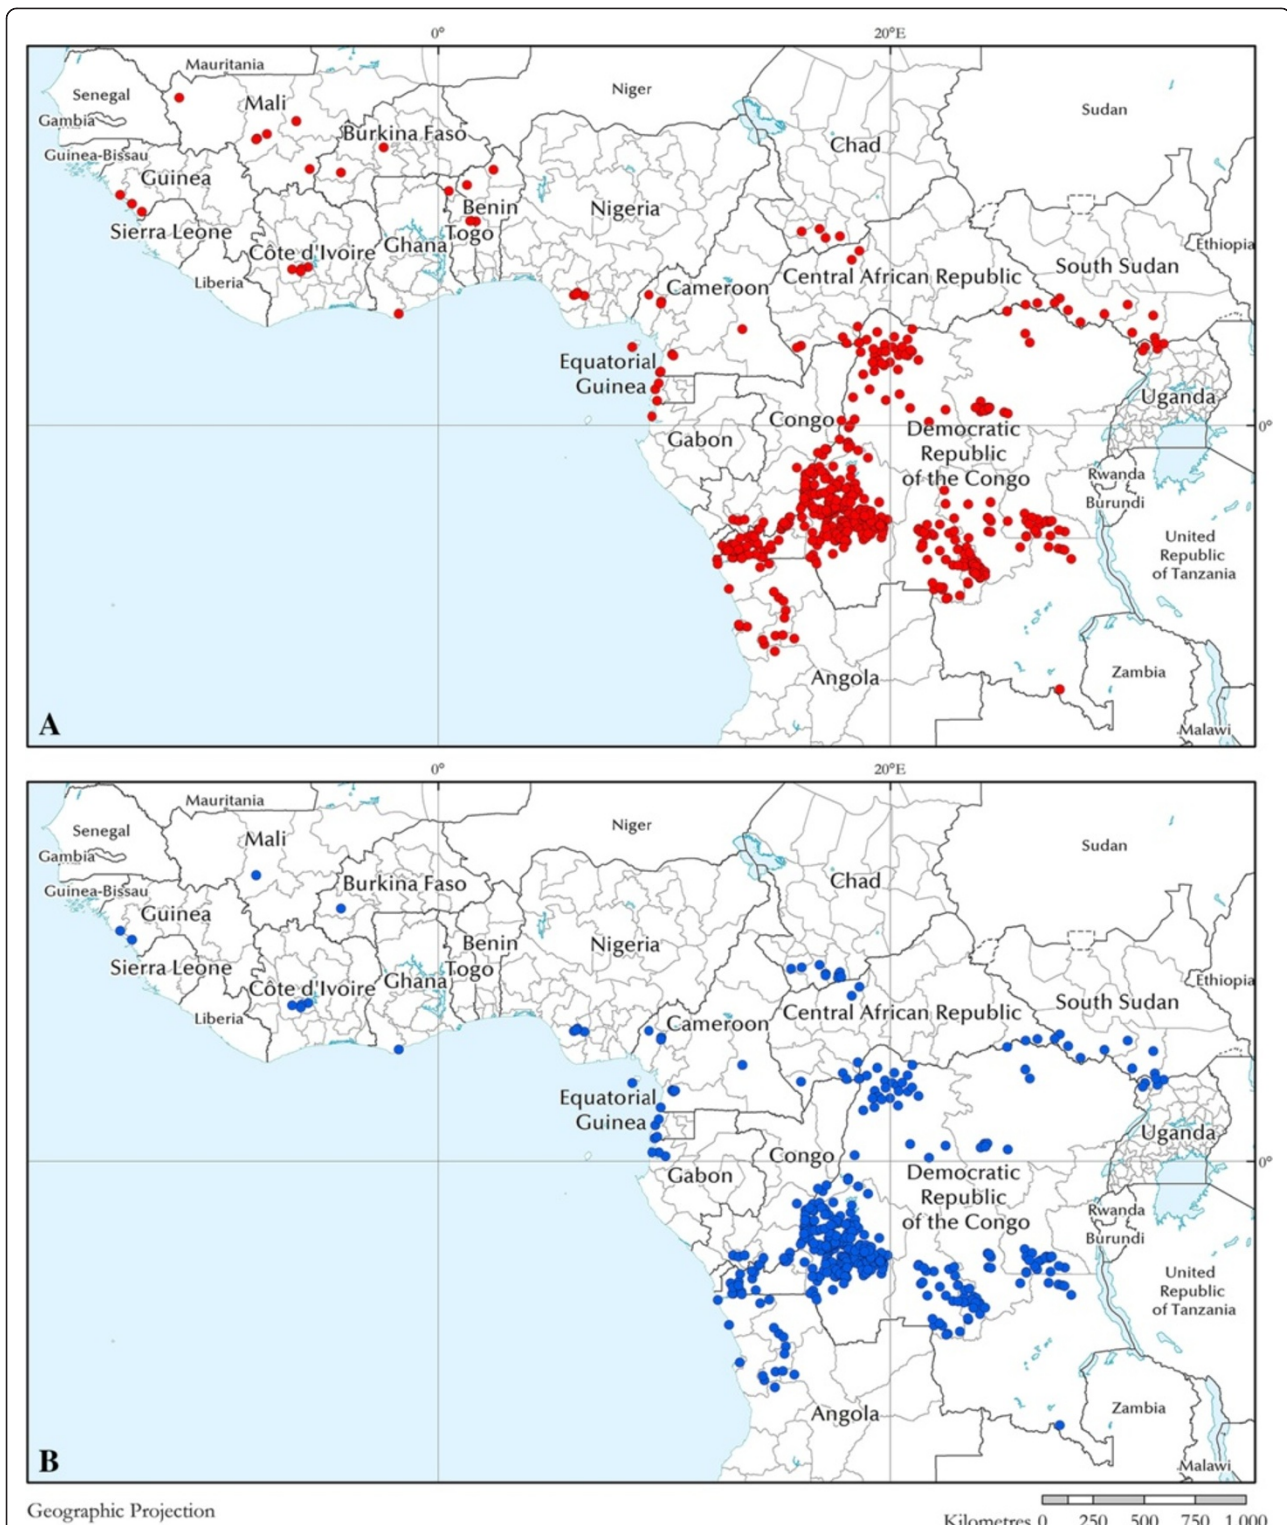 0° 20°E
Mauritania
Niger
Senegal
Mali
Sudan
Gambia
Burkina Faso
Chad
Guinea-Bissau
Guinea
Benin
Nigeria
Sierra Leone
Togo
Ghana
Côte d'Ivoire
Ethiopia
South Sudan
Central African Republic
Liberia
Cameroon
Equatorial
Guinea
Uganda
Congo
0°
Gabon
Democratic
Republic
of the Congo
Rwanda
Burundi
United
Republic
of Tanzania
Angola
Zambia
A
Malawi
0° 20°E
Mauritania
Niger
Senegal
Mali
Sudan
Gambia
Burkina Faso
Chad
Guinea-Bissau
Guinea
Benin
Nigeria
Sierra Leone
Togo
Ghana
Côte d'Ivoire
Ethiopia
South Sudan
Central African Republic
Liberia
Cameroon
Equatorial
Guinea
Uganda
Congo
0°
Gabon
Democratic
Republic
of the Congo
Rwanda
Burundi
United
Republic
of Tanzania
Angola
Zambia
B
Malawi
Geographic Projection
Kilometres 0 250 500 750 1 000